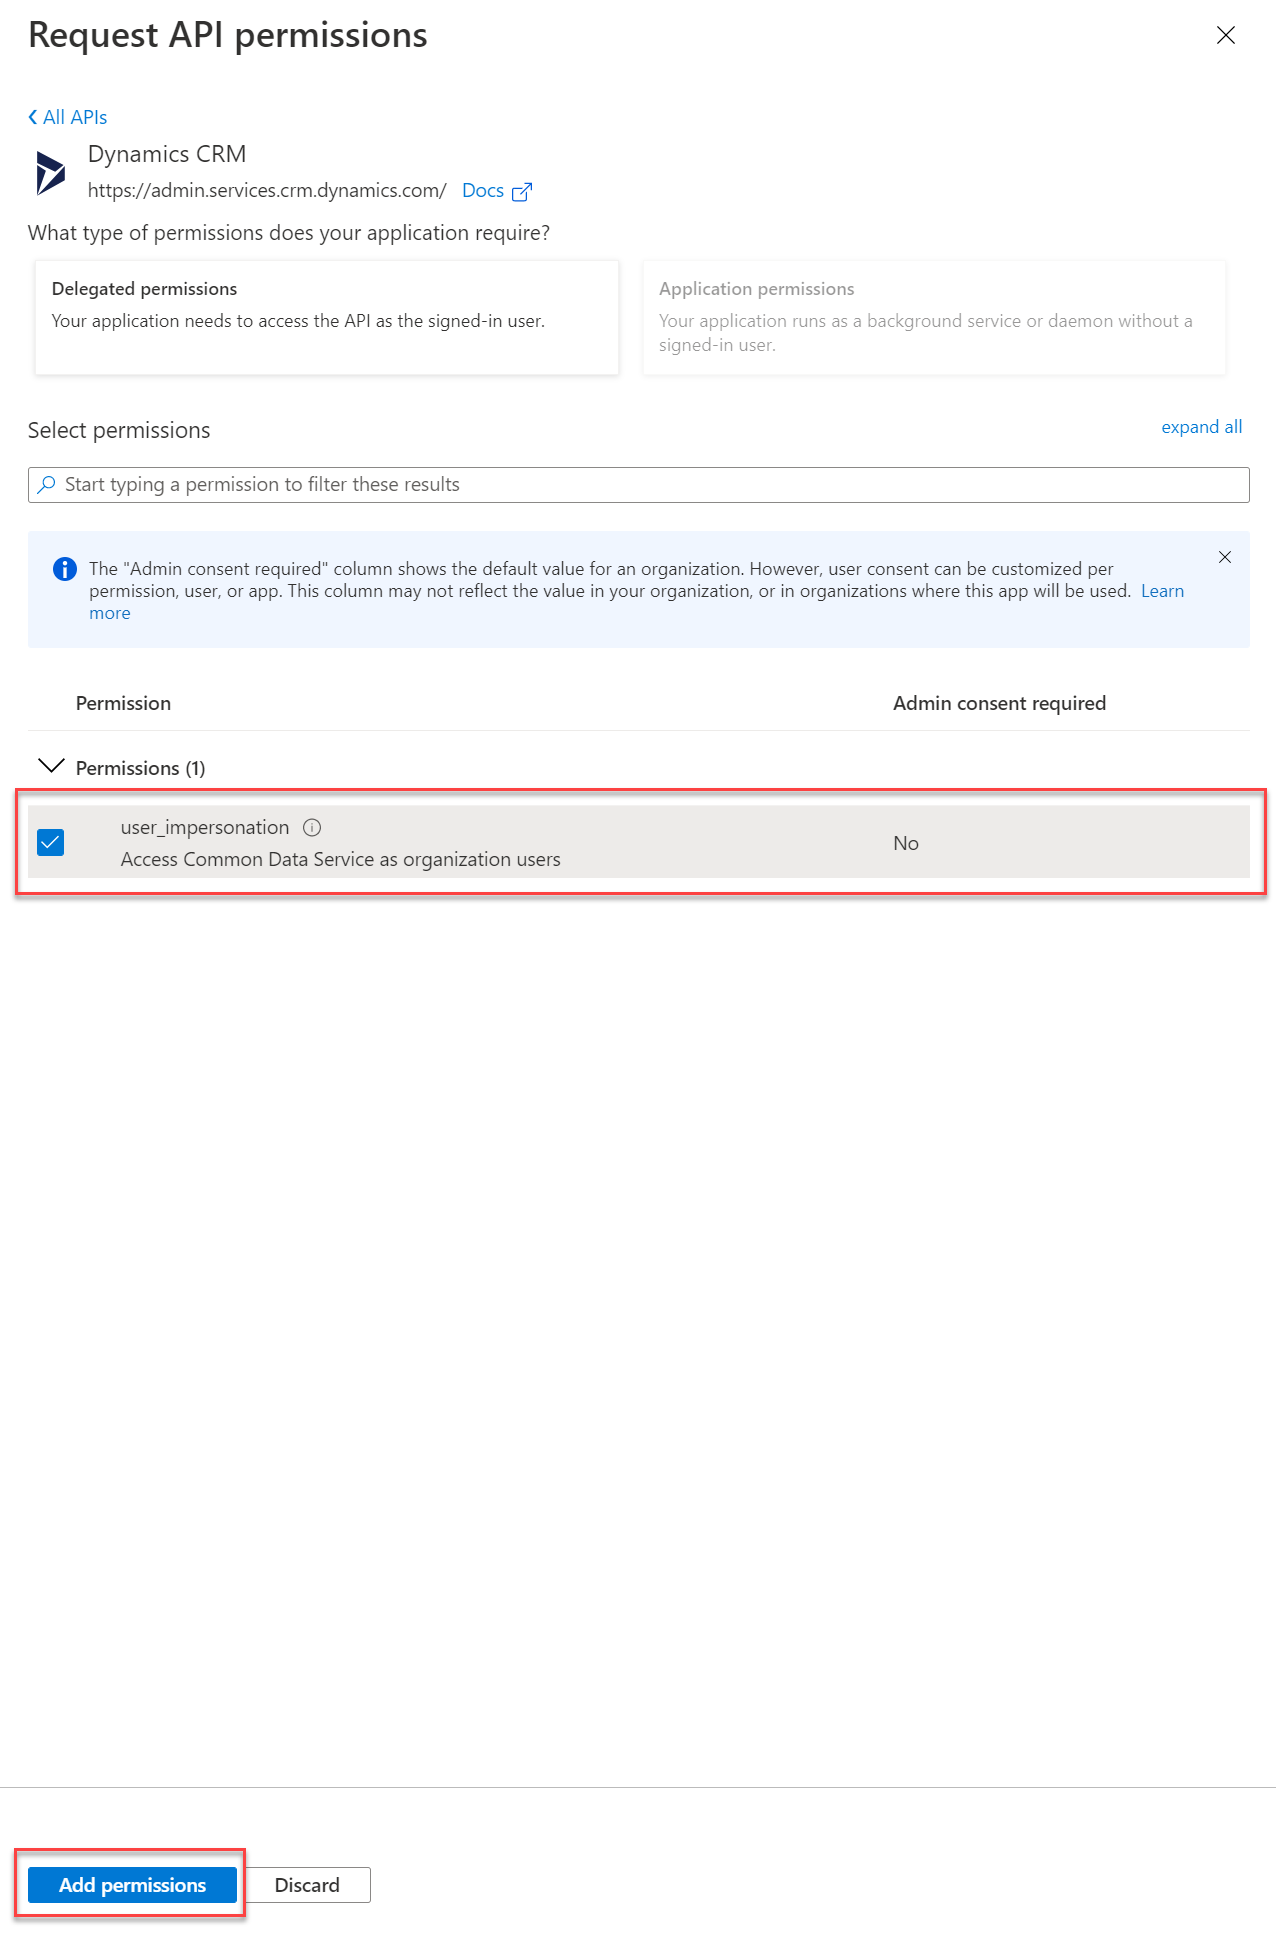 Request API permissions
All APIs
Dynamics CRM
https://admin.services.crm.dynamics.com/ Docs
What type of permissions does your application require?
Delegated permissions
Your application needs to access the API as the signed-in user.
Application permissions
Your application runs as a background service or daemon without a
signed-in user.
Select permissions
expand all
Start typing a permission to filter these results
The "Admin consent required" column shows the default value for an organization. However, user consent can be customized per
permission, user, or app. This column may not reflect the value in your organization, or in organizations where this app will be used. Learn
more
Permission Admin consent required
Permissions (1)
user_impersonation
Access Common Data Service as organization users
No
Add permissions Discard